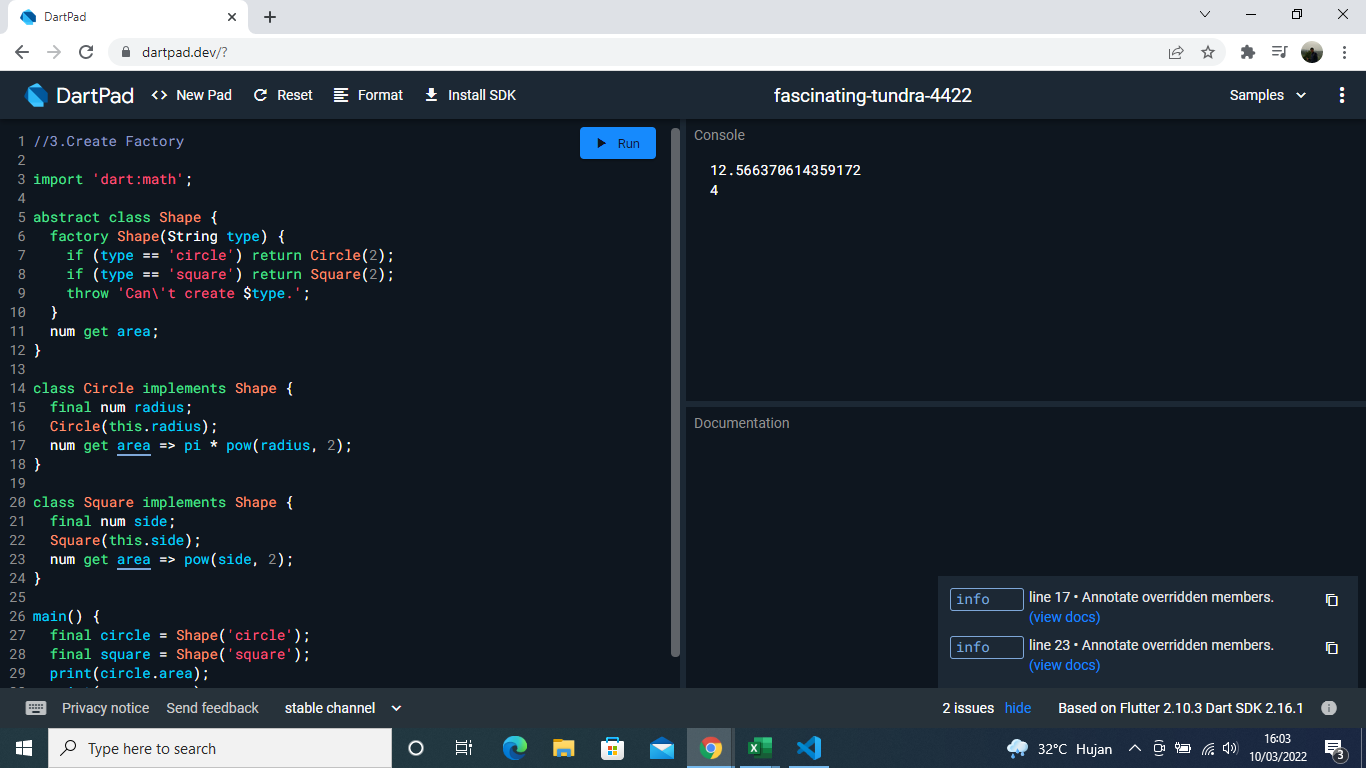 DartPad
dartpad.dev/?
DartPad
New Pad
Reset
Format
Install SDK
fascinating-tundra-4422
Samples
1 //3.Create Factory
2
3 import 'dart:math';
4
5 abstract class Shape {
6   factory Shape(String type) {
7     if (type == 'circle') return Circle(2);
8     if (type == 'square') return Square(2);
9     throw 'Can\'t create $type.';
10   }
11   num get area;
12 }
13
14 class Circle implements Shape {
15   final num radius;
16   Circle(this.radius);
17   num get area => pi * pow(radius, 2);
18 }
19
20 class Square implements Shape {
21   final num side;
22   Square(this.side);
23   num get area => pow(side, 2);
24 }
25
26 main() {
27   final circle = Shape('circle');
28   final square = Shape('square');
29   print(circle.area);
Run
Console
12.566370614359172
4
Documentation
info line 17 • Annotate overridden members.
(view docs)
info line 23 • Annotate overridden members.
(view docs)
Privacy notice
Send feedback
stable channel
2 issues hide
Based on Flutter 2.10.3 Dart SDK 2.16.1
Type here to search
32°C Hujan
16:03
10/03/2022
3